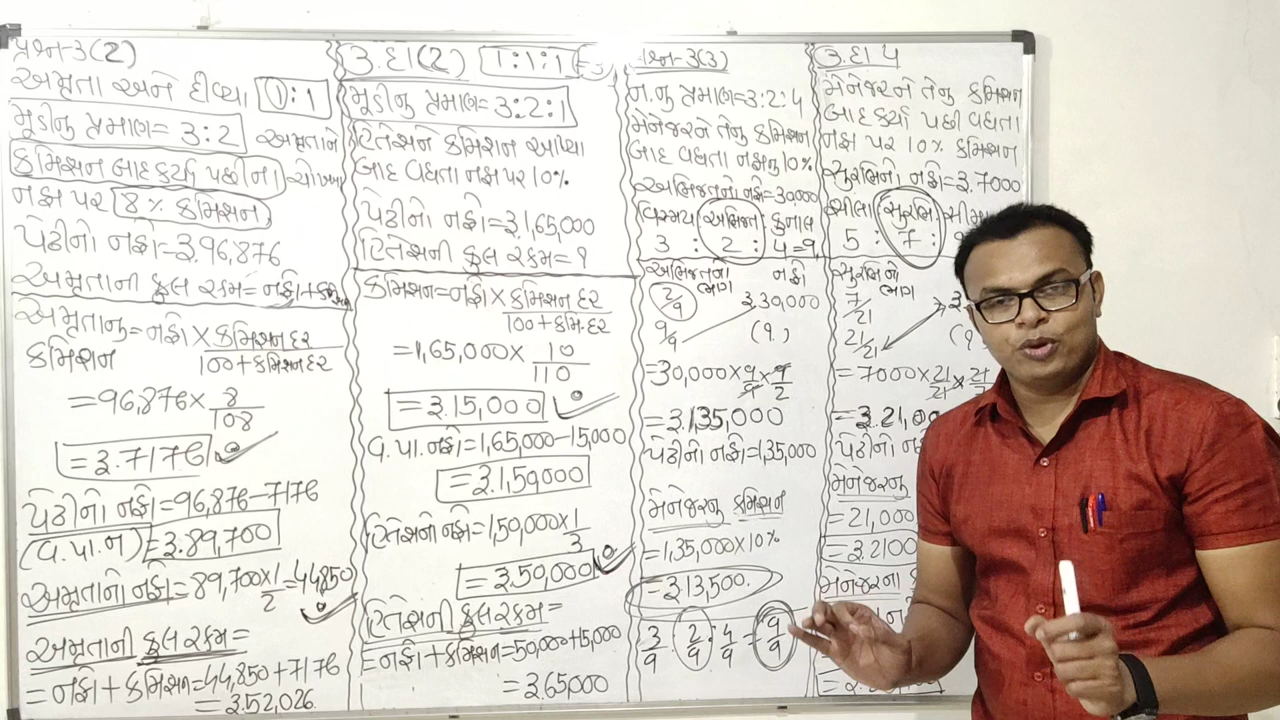 પ્રશ્ન-3(2)
અમૃતા અને દીવ્યા 1:1
મૂડીનુ પ્રમાણ= 3:2 અમૃતાને
કમિશન બાદ કર્યા પછીના ચોખ્ખા
નફા પર 8% કમિશન
પેઢીનો નફો=રૂ.96,876
અમૃતાની કુલ રકમ=નફો+કમિ
અમૃતાનુ=નફો × કમિશન દર
કમિશન 100+કમિશન દર
=96,876 × 8
108
=રૂ.7176
પેઢીનો નફો=96,876-7176
(વ.પા.ન)=રૂ.89,700
અમૃતાનો નફો=89,700×1/2=44850
અમૃતાની કુલ રકમ=
=નફો+કમિશન=44,850+7176
=રૂ.52,026
ઉ.દા(2) 1:1:1=3
મૂડીનુ પ્રમાણ= 3:2:1
હિતેશને કમિશન આપ્યા
બાદ વધતા નફા પર 10%
પેઢીનો નફો=રૂ.1,65,000
હિતેશની કુલ રકમ=?
કમિશન=નફો × કમિશન દર
100+કમિ.દર
=1,65,000 × 10
110
=રૂ.15,000
વ.પા.નફો=1,65,000-15,000
=રૂ.1,50,000
હિતેશનો નફો=1,50,000×1/3
=રૂ.50,000
હિતેશની કુલ રકમ=
=નફો+કમિશન=50,000+15,000
=રૂ.65,000
પ્રશ્ન-3(3)
ન.નુ પ્રમાણ=3:2:4
મેનેજરને તેનુ કમિશન
બાદ વધતા નફાનુ 10%
અભિજીતનો નફો=30,000
વિસ્મય અભિજીત કુનાલ
3 : 2 : 4=9
અભિજીતના ભાગ નફો
2/9 રૂ.30,000
9/9 (?)
=30,000×9/9×9/2
=રૂ.1,35,000
પેઢીનો નફો=1,35,000
મેનેજરનુ કમિશન
=1,35,000×10%
=રૂ.13,500.
3/9 2/9 4/9 = 9/9
ઉ.દા 4
મેનેજરને તેનુ કમિશન
બાદ કર્યા પછી વધતા
નફા પર 10% કમિશન
સુરભિનો નફો=રૂ.7000
સુરભિ
5 : 7 :
સુરભિનો ભાગ
7/21
21/21 (?
=7000×21/21×21/
=રૂ.21,00
પેઢીનો
મેનેજરનુ
=21,000
=રૂ.2100
મેનેજરના